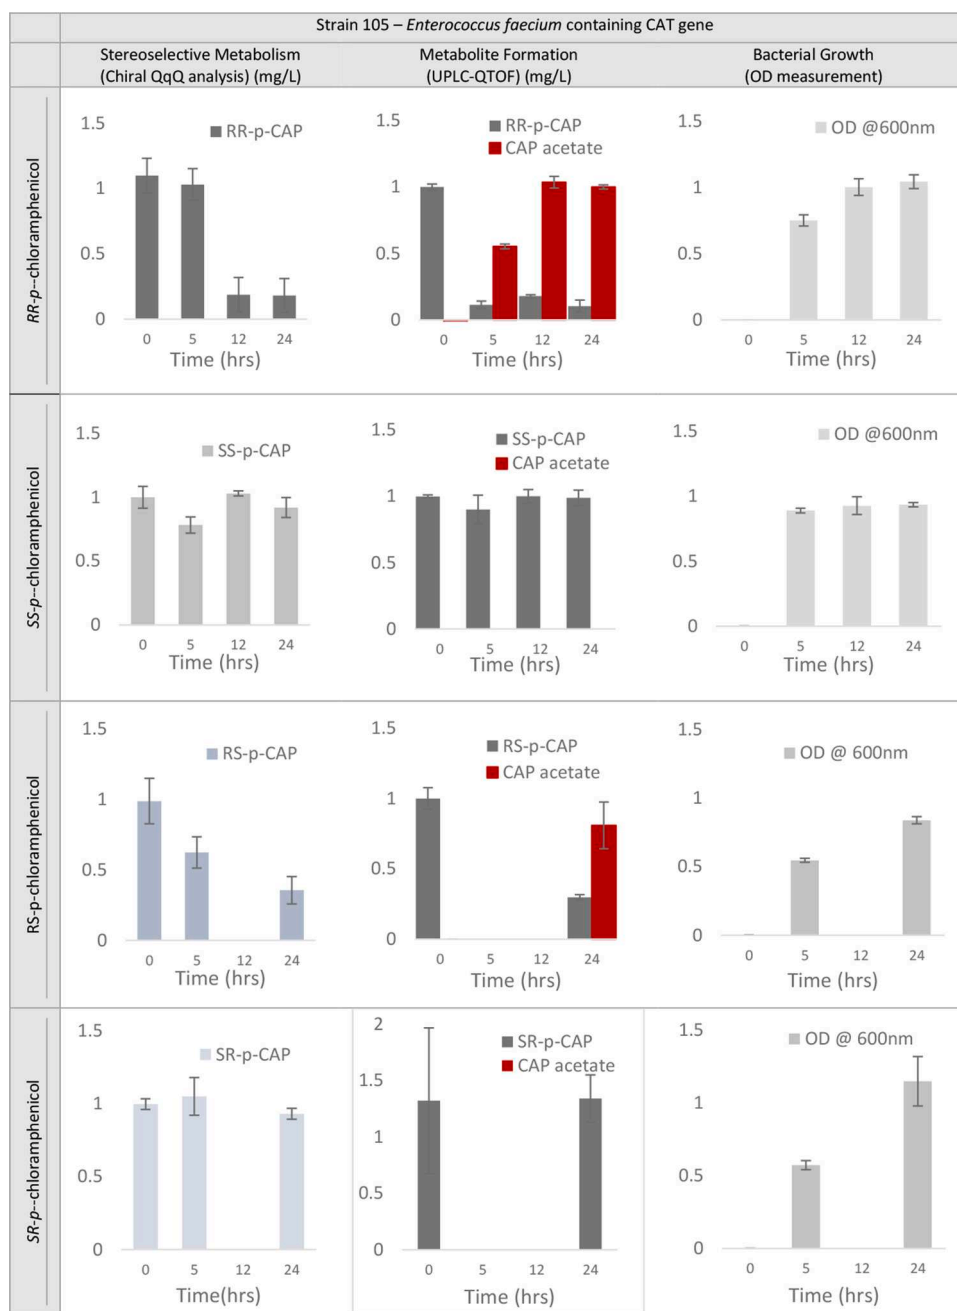 Strain 105 – Enterococcus faecium containing CAT gene
Stereoselective Metabolism
(Chiral QqQ analysis) (mg/L)
Metabolite Formation
(UPLC-QTOF) (mg/L)
Bacterial Growth
(OD measurement)
RR-p--chloramphenicol
1.5
1
0.5
0
RR-p-CAP
0 5 12 24
Time (hrs)
1.5
1
0.5
0
RR-p-CAP
CAP acetate
0 5 12 24
Time (hrs)
1.5
1
0.5
0
OD @600nm
0 5 12 24
Time (hrs)
SS-p--chloramphenicol
1.5
1
0.5
0
SS-p-CAP
0 5 12 24
Time (hrs)
1.5
1
0.5
0
SS-p-CAP
CAP acetate
0 5 12 24
Time (hrs)
1.5
1
0.5
0
OD @600nm
0 5 12 24
Time (hrs)
RS-p-chloramphenicol
1.5
1
0.5
0
RS-p-CAP
0 5 12 24
Time (hrs)
1.5
1
0.5
0
RS-p-CAP
CAP acetate
0 5 12 24
Time (hrs)
1.5
1
0.5
0
OD @ 600nm
0 5 12 24
Time (hrs)
SR-p--chloramphenicol
1.5
1
0.5
0
SR-p-CAP
0 5 12 24
Time(hrs)
2
1.5
1
0.5
0
SR-p-CAP
CAP acetate
0 5 12 24
Time (hrs)
1.5
1
0.5
0
OD @ 600nm
0 5 12 24
Time (hrs)